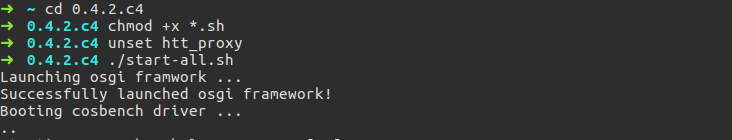 ➜ ~ cd 0.4.2.c4
➜ 0.4.2.c4 chmod +x *.sh
➜ 0.4.2.c4 unset htt_proxy
➜ 0.4.2.c4 ./start-all.sh
Launching osgi framwork ...
Successfully launched osgi framework!
Booting cosbench driver ...
..